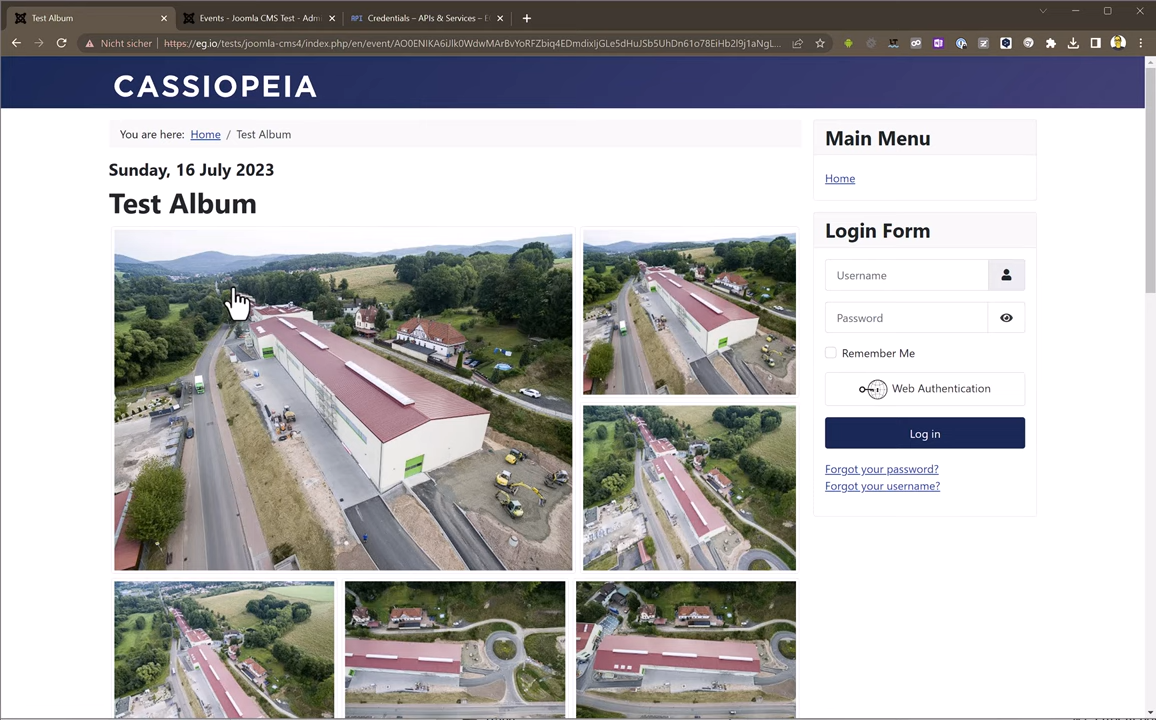 Test Album
Events - Joomla CMS Test - Adm
API Credentials – APIs & Services –
Nicht sicher
https://eg.io/tests/joomla-cms4/index.php/en/event/
CASSIOPEIA
You are here: Home / Test Album
Sunday, 16 July 2023
Test Album
Main Menu
Home
Login Form
Username
Password
Remember Me
Web Authentication
Log in
Forgot your password?
Forgot your username?